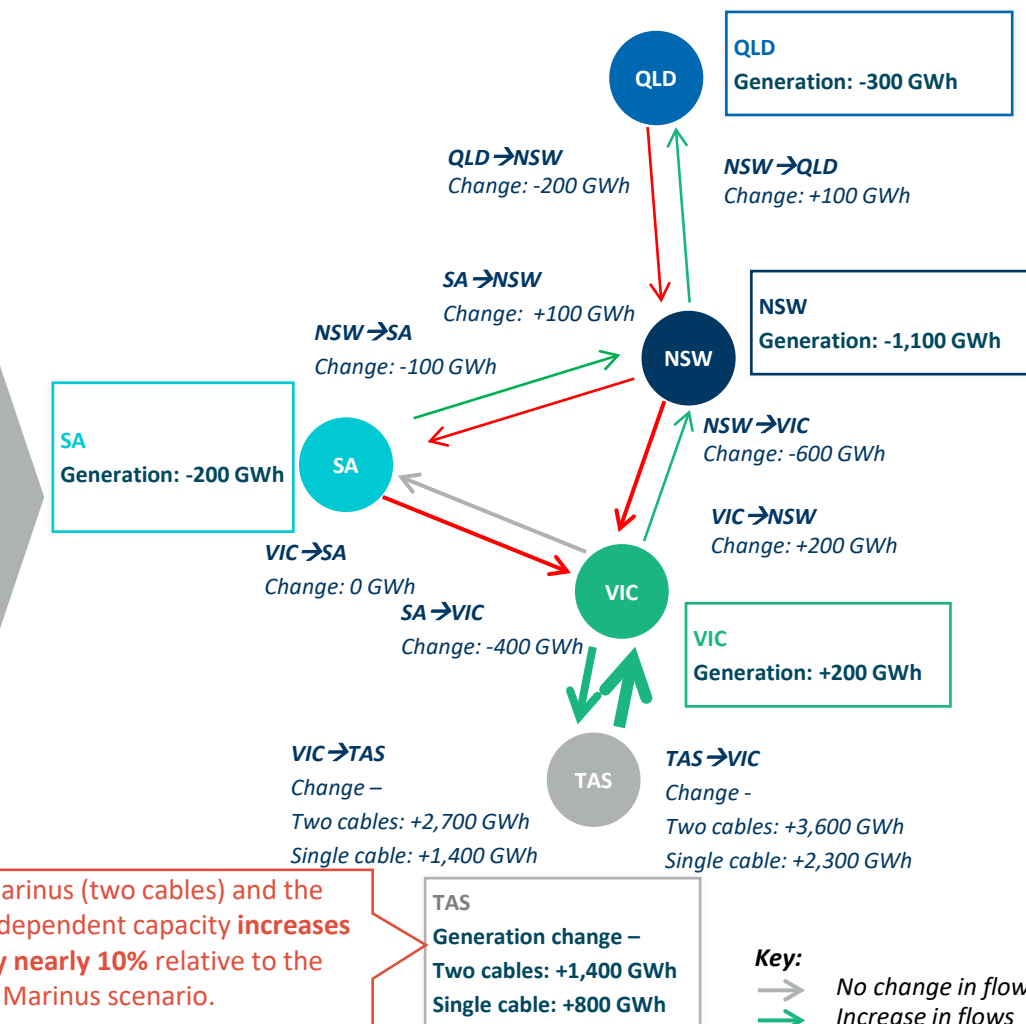 QLD
QLD
Generation: -300 GWh
QLD→NSW
Change: -200 GWh
NSW→QLD
Change: +100 GWh
SA→NSW
Change: +100 GWh
NSW→SA
Change: -100 GWh
NSW
NSW
Generation: -1,100 GWh
SA
Generation: -200 GWh
SA
NSW→VIC
Change: -600 GWh
VIC→NSW
Change: +200 GWh
VIC→SA
Change: 0 GWh
SA→VIC
Change: -400 GWh
VIC
VIC
Generation: +200 GWh
VIC→TAS
Change –
Two cables: +2,700 GWh
Single cable: +1,400 GWh
TAS
TAS→VIC
Change -
Two cables: +3,600 GWh
Single cable: +2,300 GWh
arinus (two cables) and the
dependent capacity increases
y nearly 10% relative to the
Marinus scenario.
TAS
Generation change –
Two cables: +1,400 GWh
Single cable: +800 GWh
Key:
No change in flow
Increase in flows